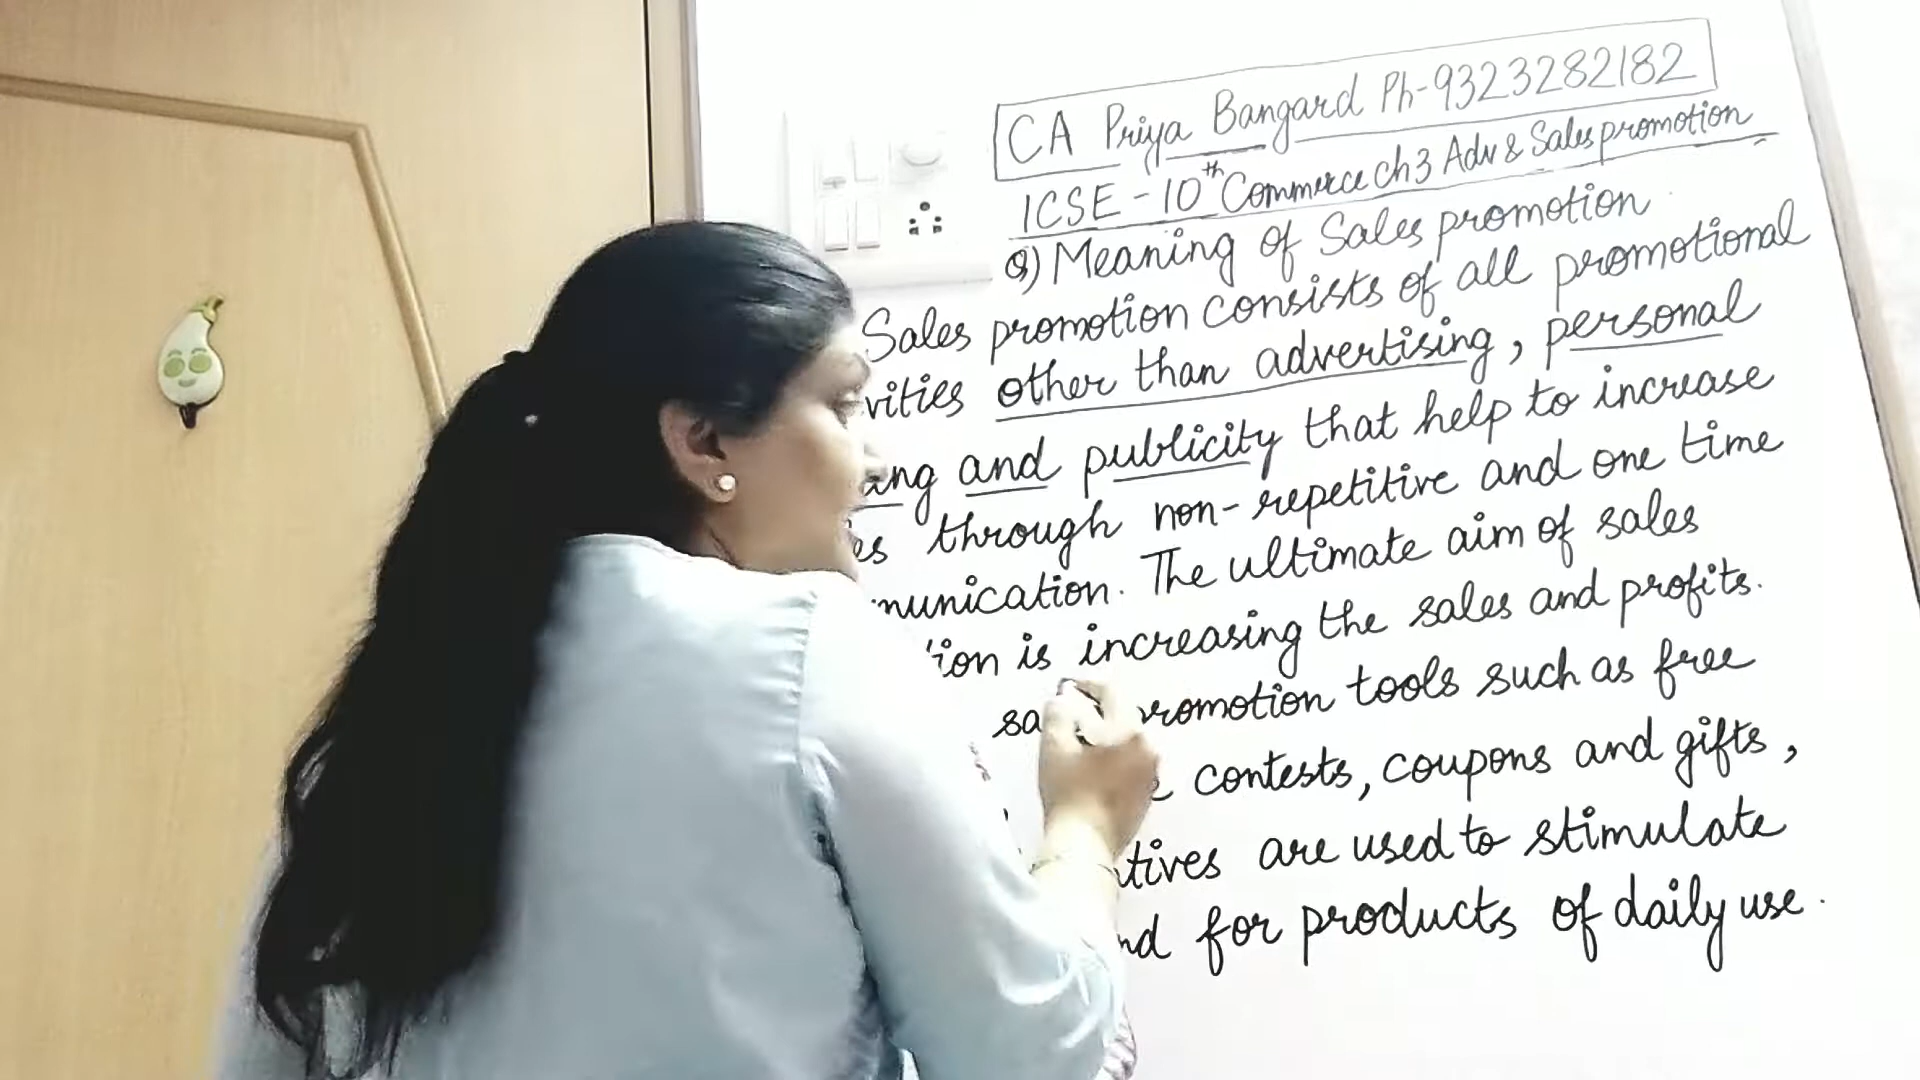 CA Priya Bangard Ph-9323282182
ICSE-10th Commerce Ch3 Adv & Sales promotion
Q) Meaning of Sales promotion
Sales promotion consists of all promotional
other than advertising, personal
and publicity that help to increase
through non-repetitive and one time
The ultimate aim of sales
is increasing the sales and profits.
promotion tools such as free
contests, coupons and gifts,
are used to stimulate
for products of daily use.